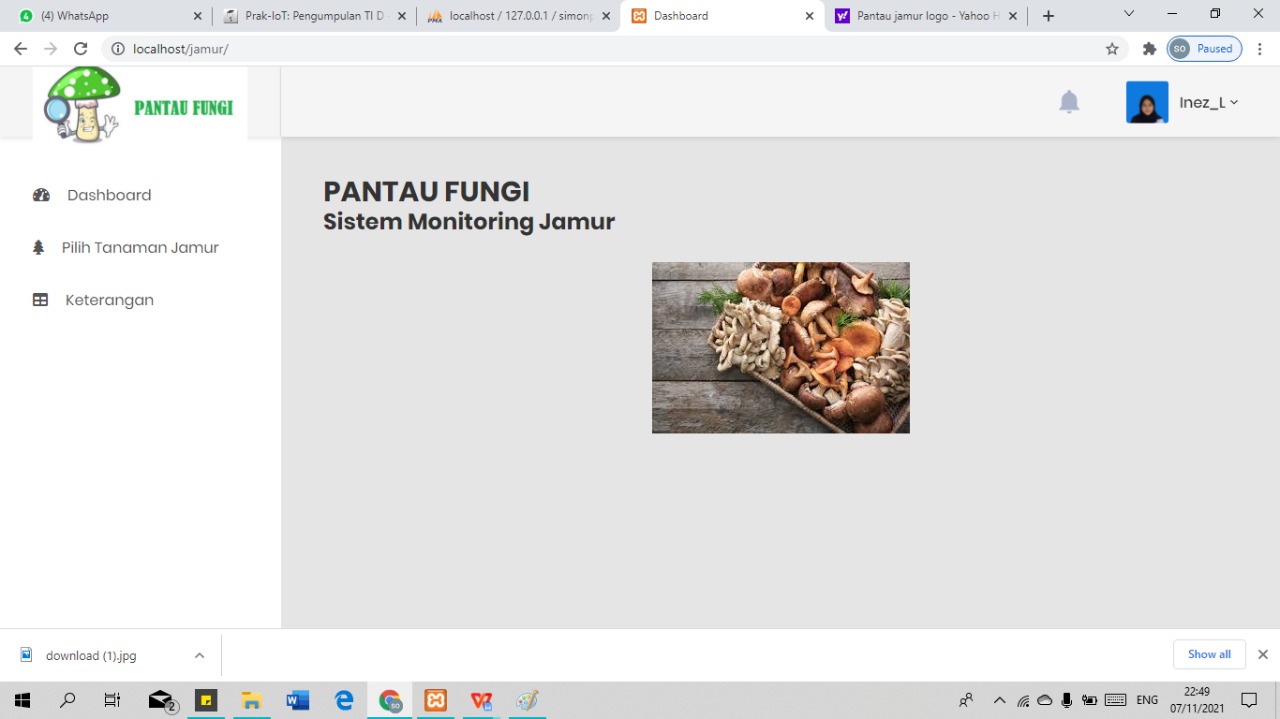 (4) WhatsApp
Prak-IoT: Pengumpulan TI D -
localhost / 127.0.0.1 / simonp
Dashboard
Pantau jamur logo - Yahoo H
localhost/jamur/
SO Paused
PANTAU FUNGI
Inez_L
Dashboard
Pilih Tanaman Jamur
Keterangan
PANTAU FUNGI
Sistem Monitoring Jamur
download (1).jpg
Show all
2
SO
ENG
22:49
07/11/2021